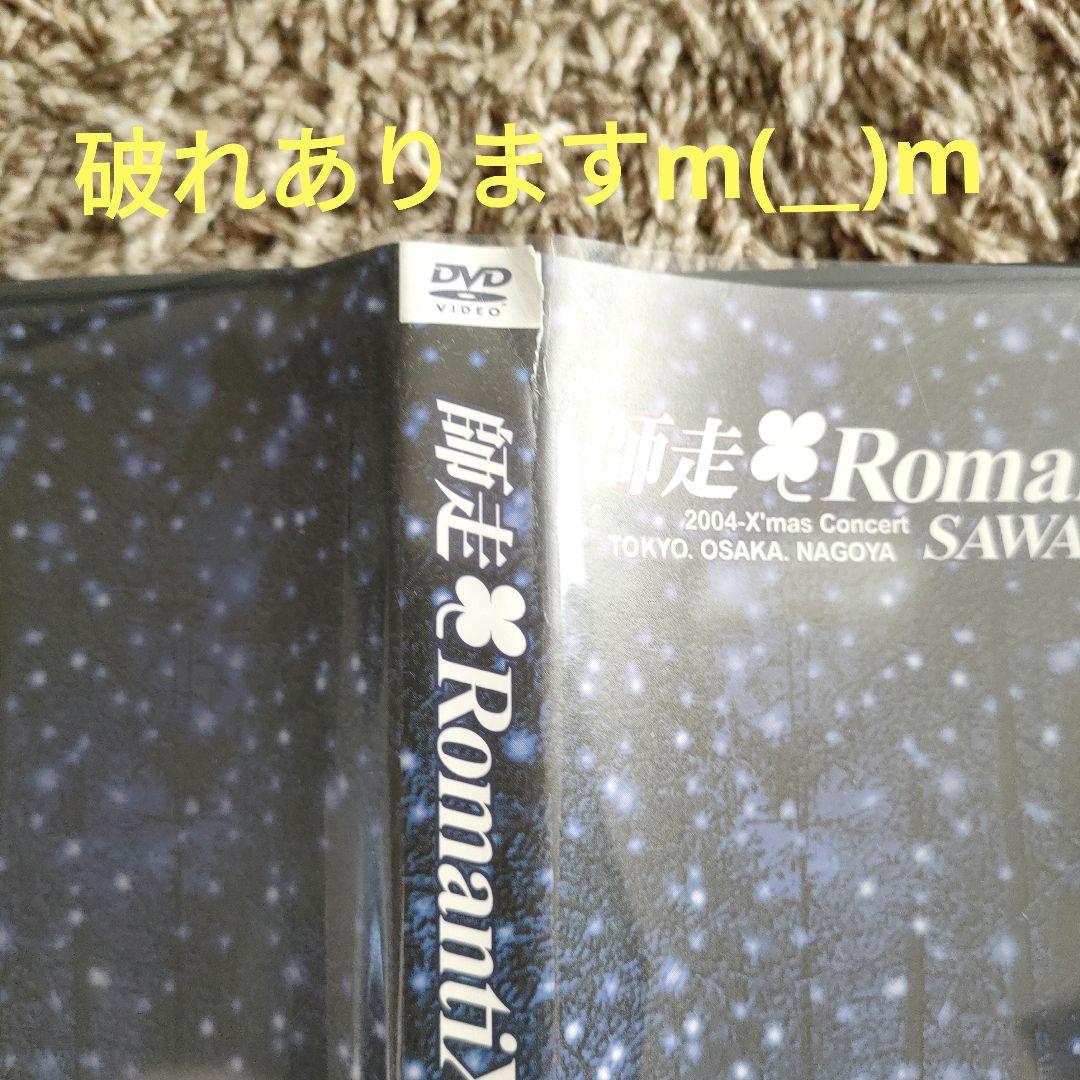 破れありますm(__)m
DVD
VIDEO
師走
RomantiX
師走
Roma
2004-X'mas Concert
TOKYO. OSAKA. NAGOYA
SAWA